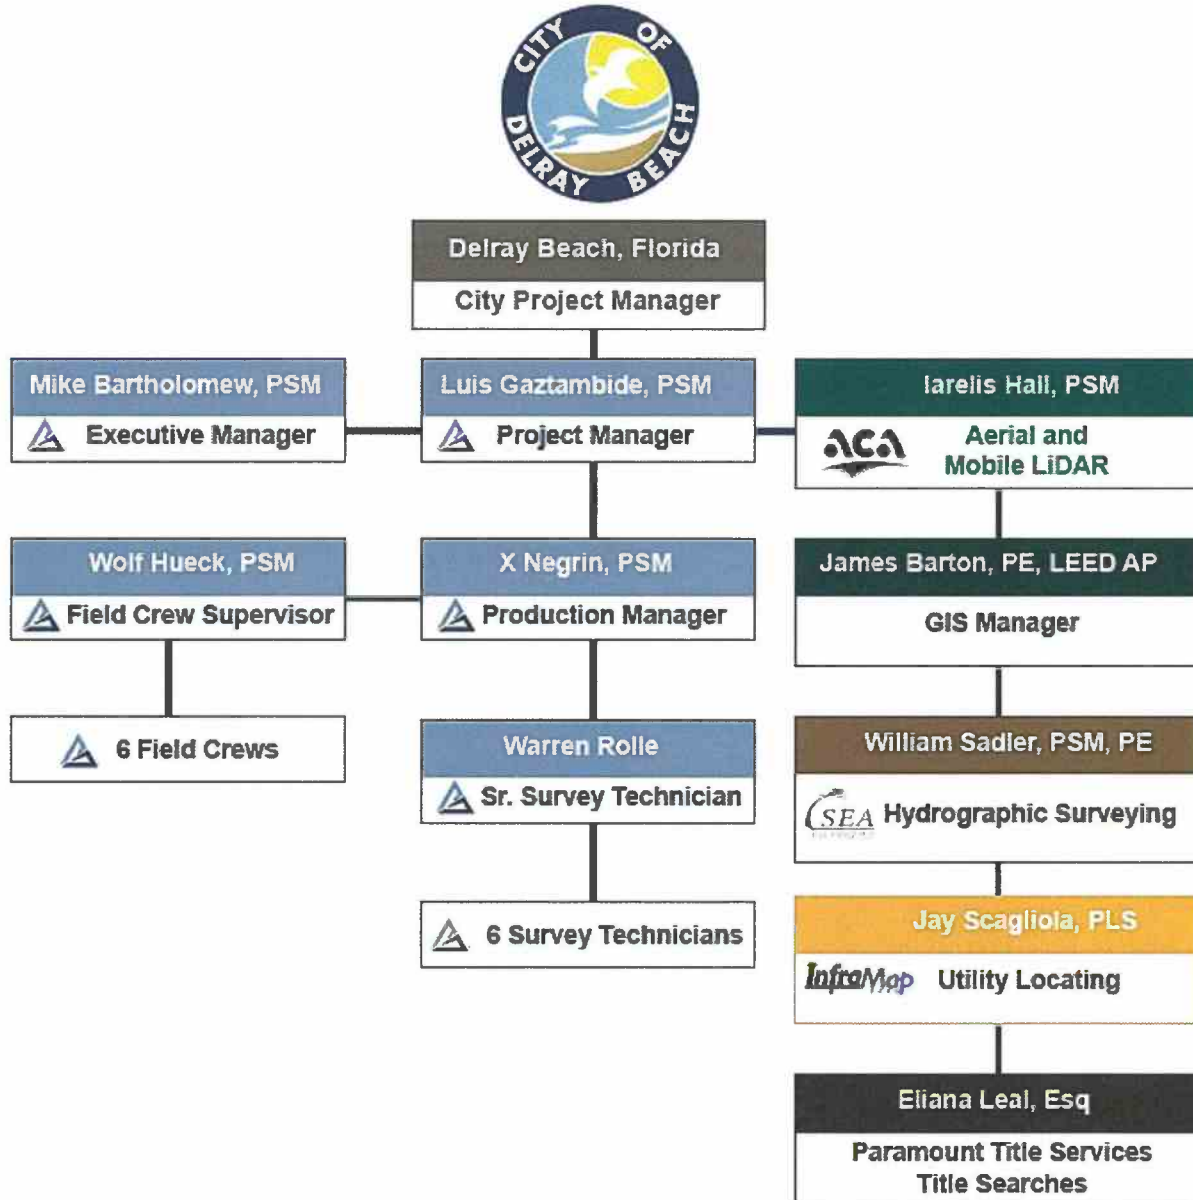 CITY OF
DELRAY BEACH
Delray Beach, Florida
City Project Manager
Mike Bartholomew, PSM
Executive Manager
Luis Gaztambide, PSM
Project Manager
Iarelis Hall, PSM
ACA
Aerial and
Mobile LiDAR
Wolf Hueck, PSM
Field Crew Supervisor
X Negrin, PSM
Production Manager
James Barton, PE, LEED AP
GIS Manager
6 Field Crews
Warren Rolle
Sr. Survey Technician
William Sadler, PSM, PE
SEA
Hydrographic Surveying
6 Survey Technicians
Jay Scagliola, PLS
InfraMap
Utility Locating
Eliana Leal, Esq
Paramount Title Services
Title Searches